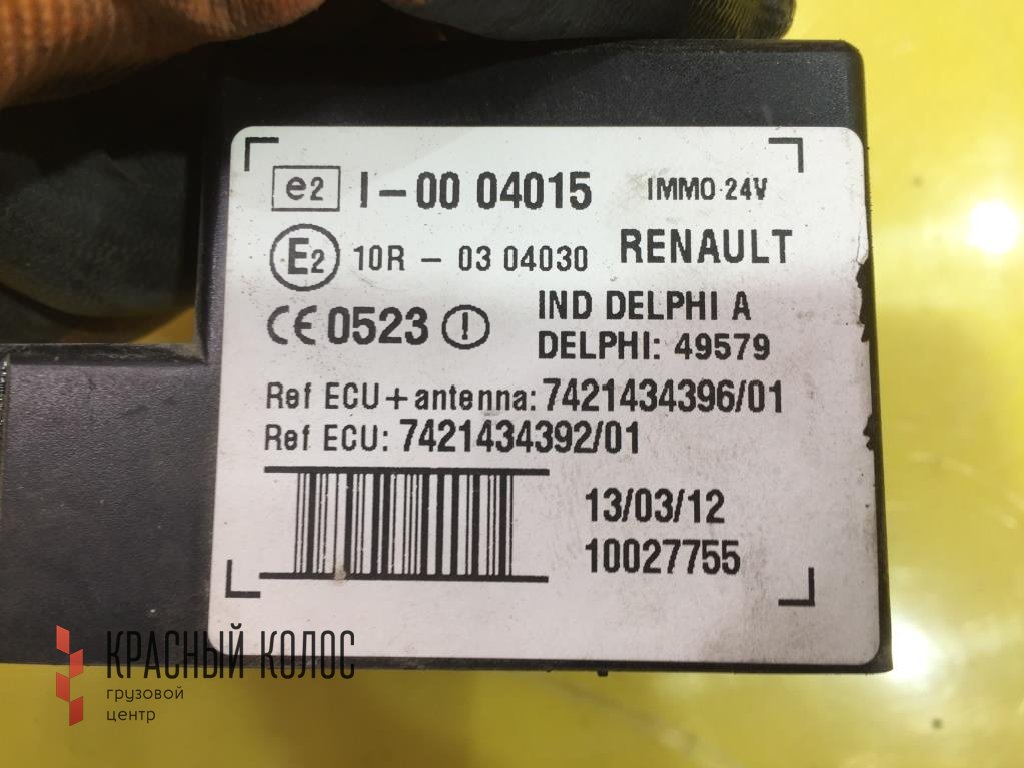 e2 I-00 04015 IMMO 24V
E2 10R - 03 04030 RENAULT
CE 0523 ! IND DELPHI A
DELPHI: 49579
Ref ECU+antenna: 7421434396/01
Ref ECU: 7421434392/01
13/03/12
10027755
КРАСНЫЙ КОЛОС
грузовой
центр